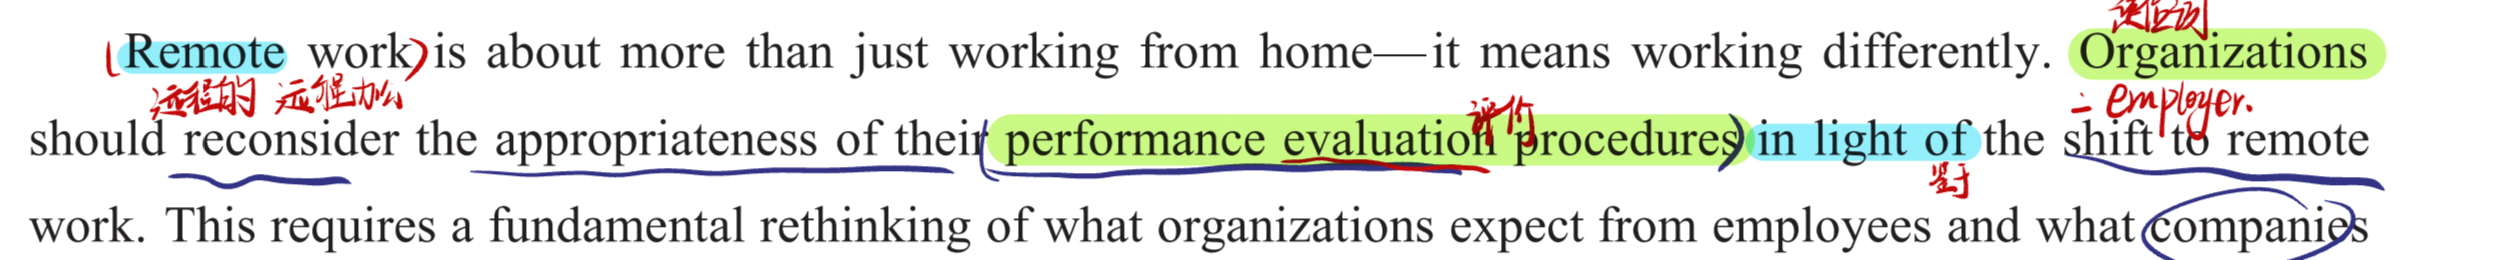 Remote work is about more than just working from home—it means working differently. Organizations
远程的 远程办公
= employer.
评价
should reconsider the appropriateness of their performance evaluation procedures in light of the shift to remote
鉴于
work. This requires a fundamental rethinking of what organizations expect from employees and what companies